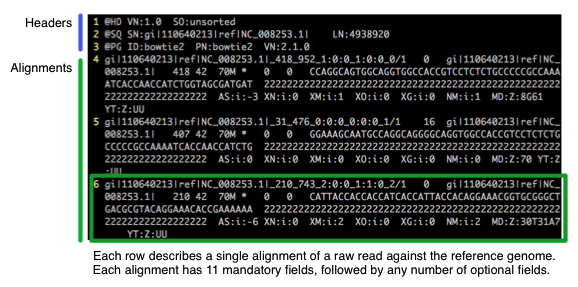 Headers
Alignments
1 @HD VN:1.0 SO:unsorted
2 @SQ SN:gi|110640213|ref|NC_008253.1| LN:4938920
3 @PG ID:bowtie2 PN:bowtie2 VN:2.1.0
4 gi|110640213|ref|NC_008253.1|_418_952_1:0:0_1:0:0_0/1 0 gi|110640213|ref|NC_
008253.1| 418 42 70M * 0 0 CCAGGCAGTGGCAGGTGGCCACCGTCCTCTCTGCCCCCGCCAAA
ATCACCAACCATCTGGTAGCGATGAT 2222222222222222222222222222222222222222222
222222222222222222222222222 AS:i:-3 XN:i:0 XM:i:1 XO:i:0 XG:i:0 NM:i:1 MD:Z:8G61
YT:Z:UU
5 gi|110640213|ref|NC_008253.1|_31_476_0:0:0_0:0:0_1/1 16 gi|110640213|ref|NC_
008253.1| 407 42 70M * 0 0 GGAAAGCAATGCCAGGCAGGGGCAGGTGGCCACCGTCCTCTCTG
CCCCCGCCAAAATCACCAACCATCTG 2222222222222222222222222222222222222222222
222222222222222222222222222 AS:i:0 XN:i:0 XM:i:0 XO:i:0 XG:i:0 NM:i:0 MD:Z:70 YT:Z
:UU
6 gi|110640213|ref|NC_008253.1|_210_743_2:0:0_1:1:0_2/1 0 gi|110640213|ref|NC_
008253.1| 210 42 70M * 0 0 CATTACCACCACCATCACCATTACCACAGGAAACGGTGCGGGCT
GACGCGTACAGGAAACACCGAAAAAA 2222222222222222222222222222222222222222222
222222222222222222222222222 AS:i:-6 XN:i:0 XM:i:2 XO:i:0 XG:i:0 NM:i:2 MD:Z:30T31A7
YT:Z:UU
Each row describes a single alignment of a raw read against the reference genome.
Each alignment has 11 mandatory fields, followed by any number of optional fields.